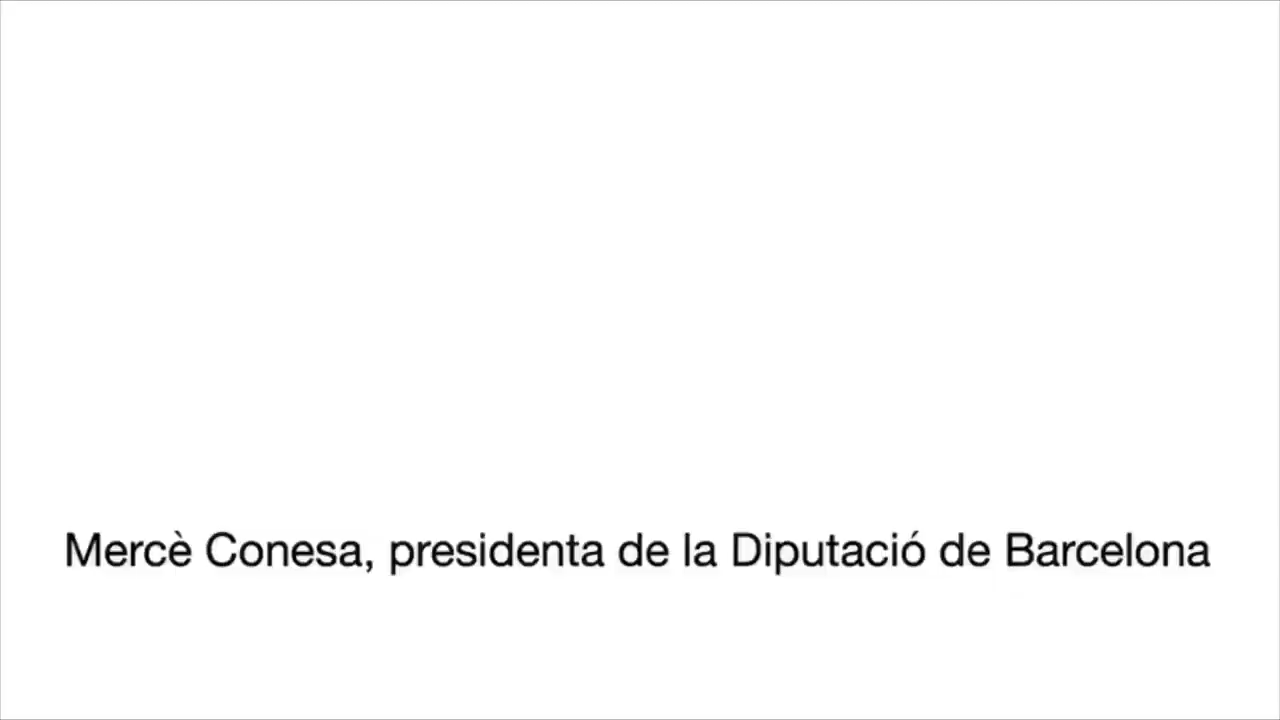 Mercè Conesa, presidenta de la Diputació de Barcelona